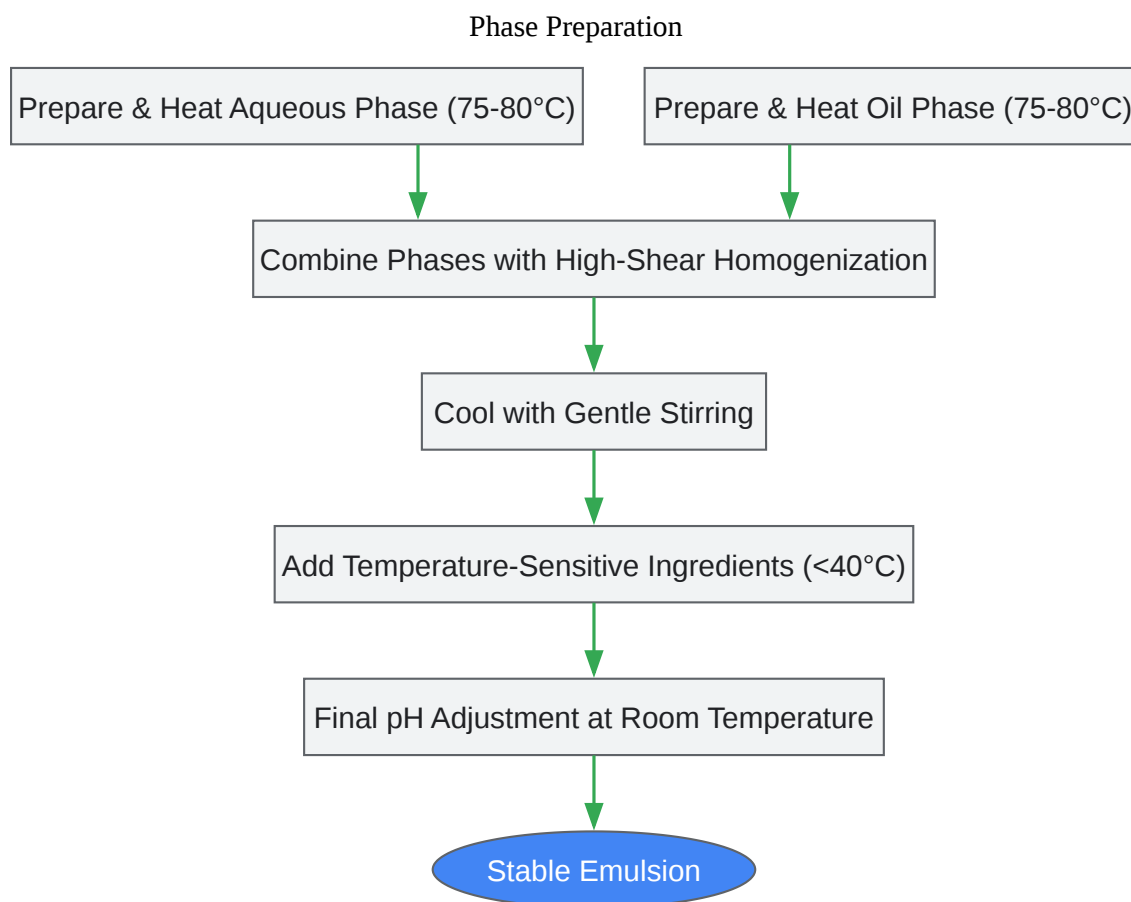 Phase Preparation
Prepare & Heat Aqueous Phase (75-80°C)
Prepare & Heat Oil Phase (75-80°C)
Combine Phases with High-Shear Homogenization
Cool with Gentle Stirring
Add Temperature-Sensitive Ingredients (<40°C)
Final pH Adjustment at Room Temperature
Stable Emulsion